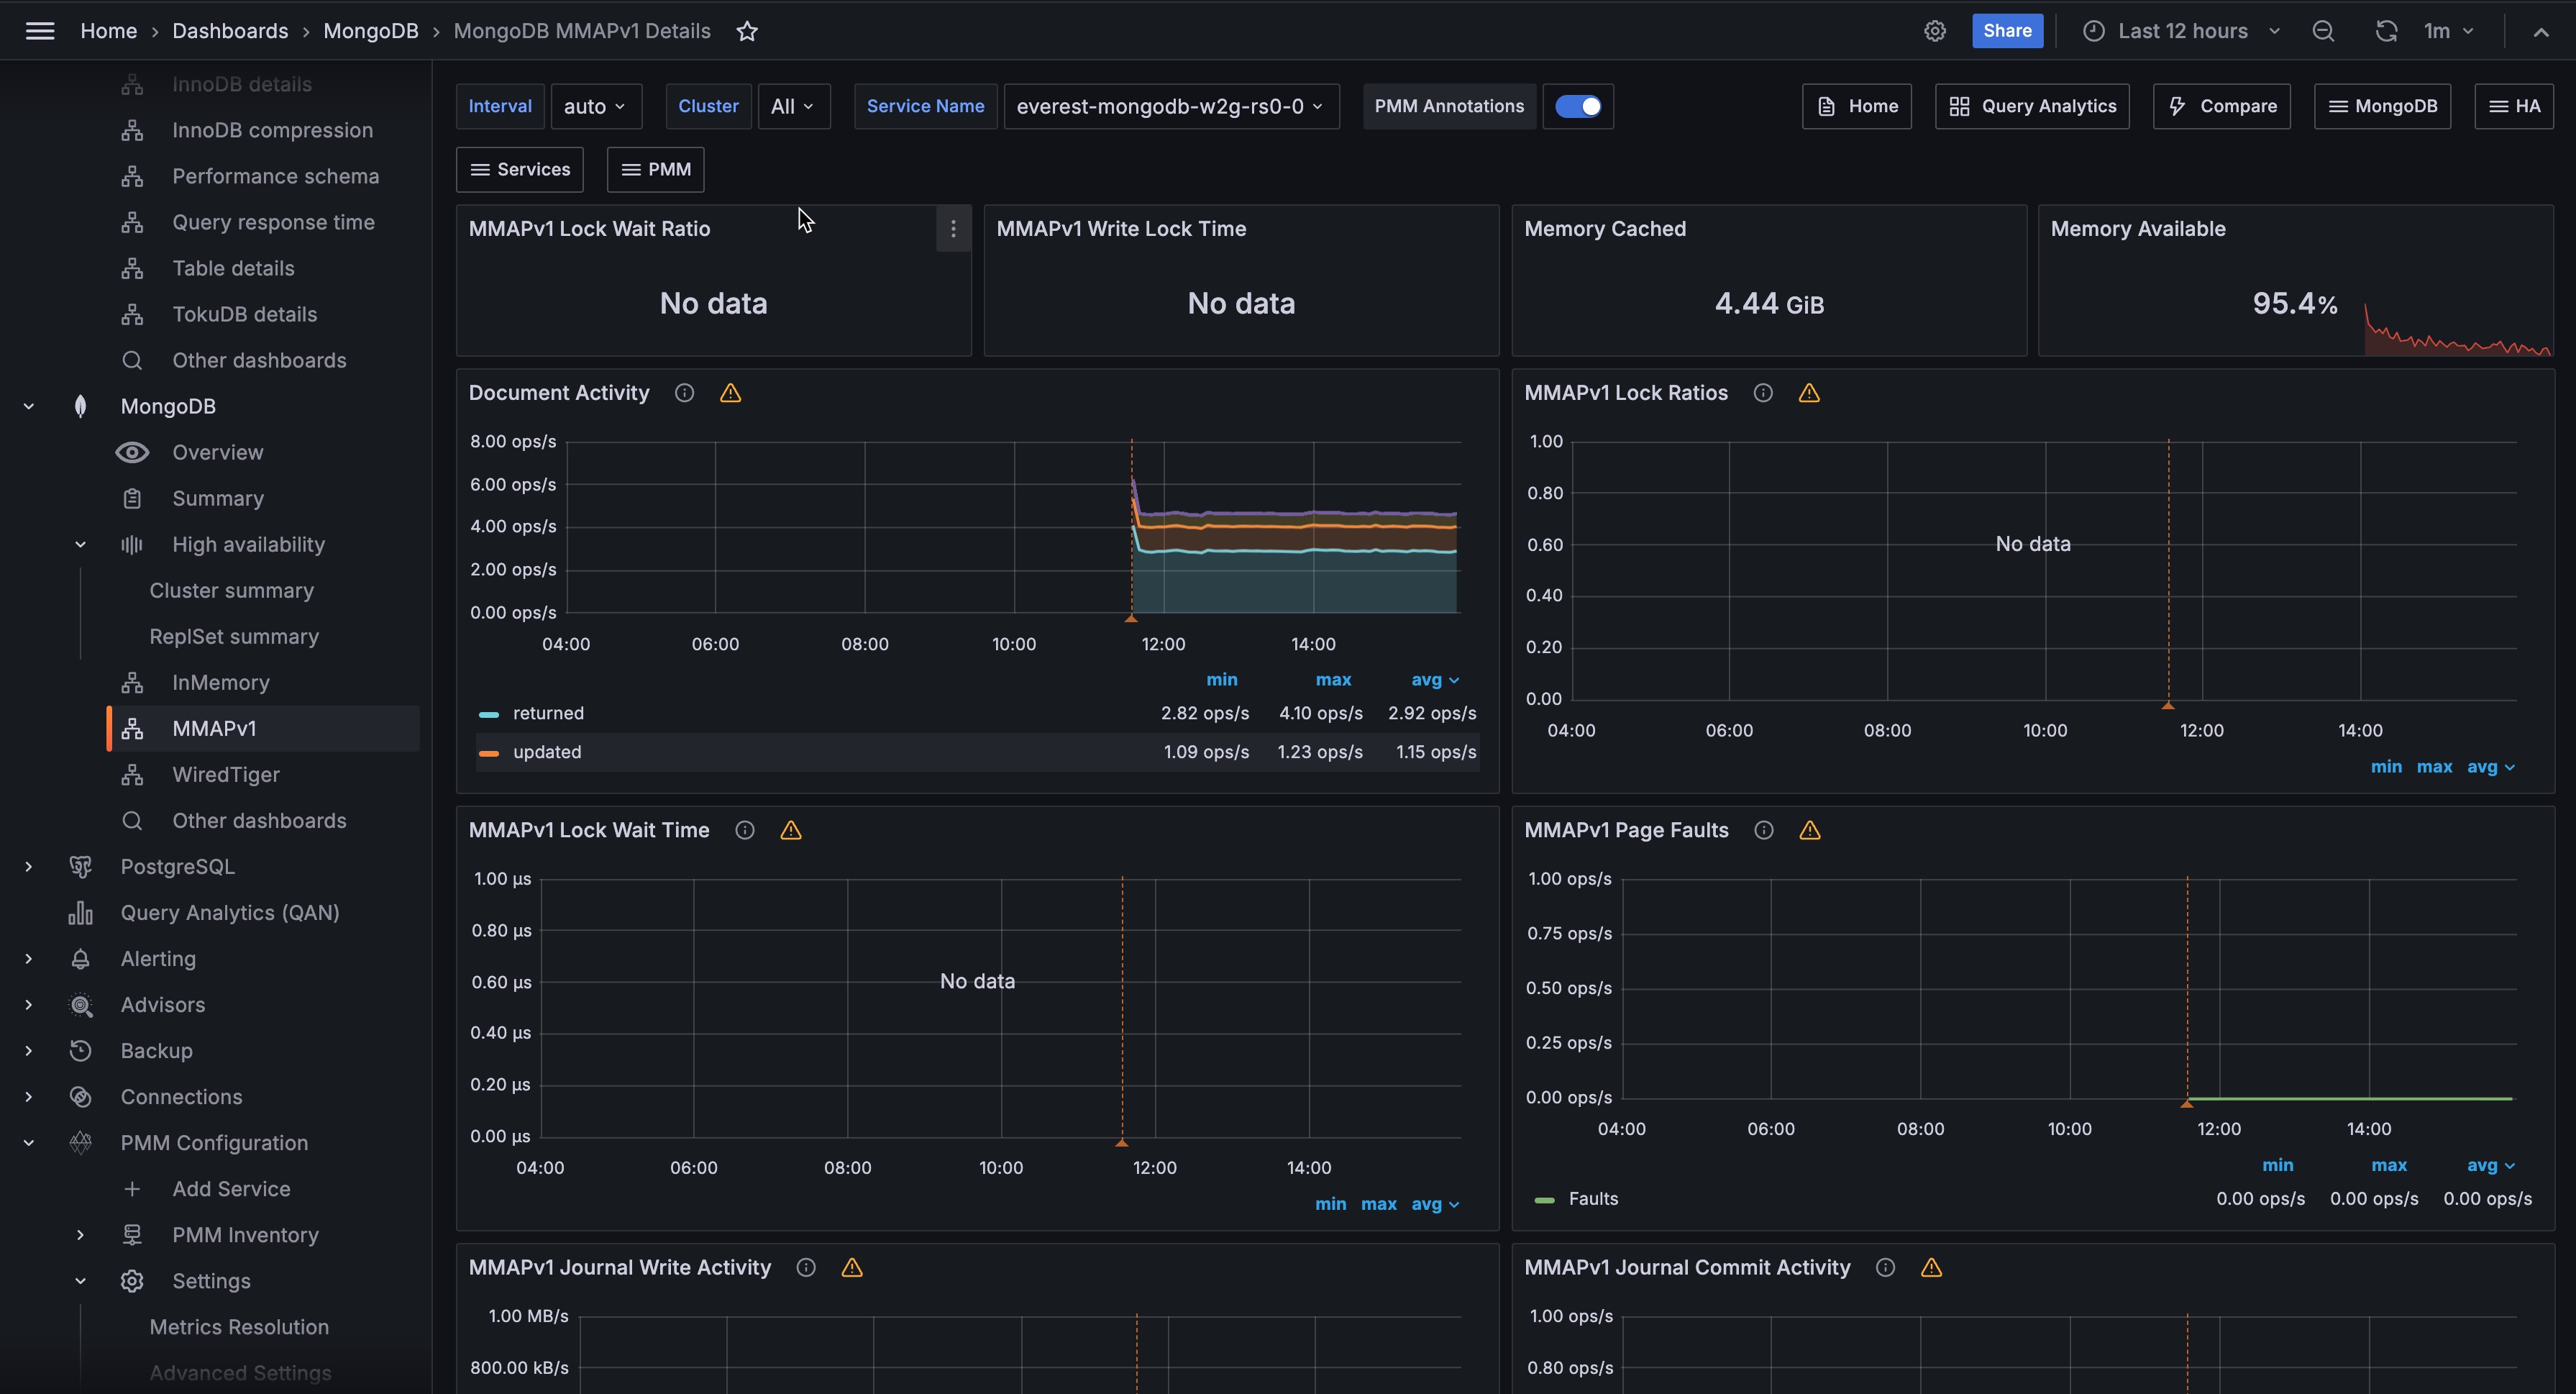 Home › Dashboards › MongoDB › MongoDB MMAPv1 Details
Share
Last 12 hours
1m
InnoDB details
InnoDB compression
Performance schema
Query response time
Table details
TokuDB details
Other dashboards
MongoDB
Overview
Summary
High availability
Cluster summary
ReplSet summary
InMemory
MMAPv1
WiredTiger
Other dashboards
PostgreSQL
Query Analytics (QAN)
Alerting
Advisors
Backup
Connections
PMM Configuration
Add Service
PMM Inventory
Settings
Metrics Resolution
Advanced Settings
Interval auto Cluster All Service Name everest-mongodb-w2g-rs0-0 PMM Annotations
Home Query Analytics Compare MongoDB HA
Services PMM
MMAPv1 Lock Wait Ratio
No data
MMAPv1 Write Lock Time
No data
Memory Cached
4.44 GiB
Memory Available
95.4%
Document Activity
8.00 ops/s
6.00 ops/s
4.00 ops/s
2.00 ops/s
0.00 ops/s
04:00 06:00 08:00 10:00 12:00 14:00
min max avg
returned 2.82 ops/s 4.10 ops/s 2.92 ops/s
updated 1.09 ops/s 1.23 ops/s 1.15 ops/s
MMAPv1 Lock Ratios
1.00
0.80
0.60
0.40
0.20
0.00
No data
04:00 06:00 08:00 10:00 12:00 14:00
min max avg
MMAPv1 Lock Wait Time
1.00 µs
0.80 µs
0.60 µs
0.40 µs
0.20 µs
0.00 µs
No data
04:00 06:00 08:00 10:00 12:00 14:00
min max avg
MMAPv1 Page Faults
1.00 ops/s
0.75 ops/s
0.50 ops/s
0.25 ops/s
0.00 ops/s
04:00 06:00 08:00 10:00 12:00 14:00
min max avg
Faults 0.00 ops/s 0.00 ops/s 0.00 ops/s
MMAPv1 Journal Write Activity
1.00 MB/s
800.00 kB/s
MMAPv1 Journal Commit Activity
1.00 ops/s
0.80 ops/s